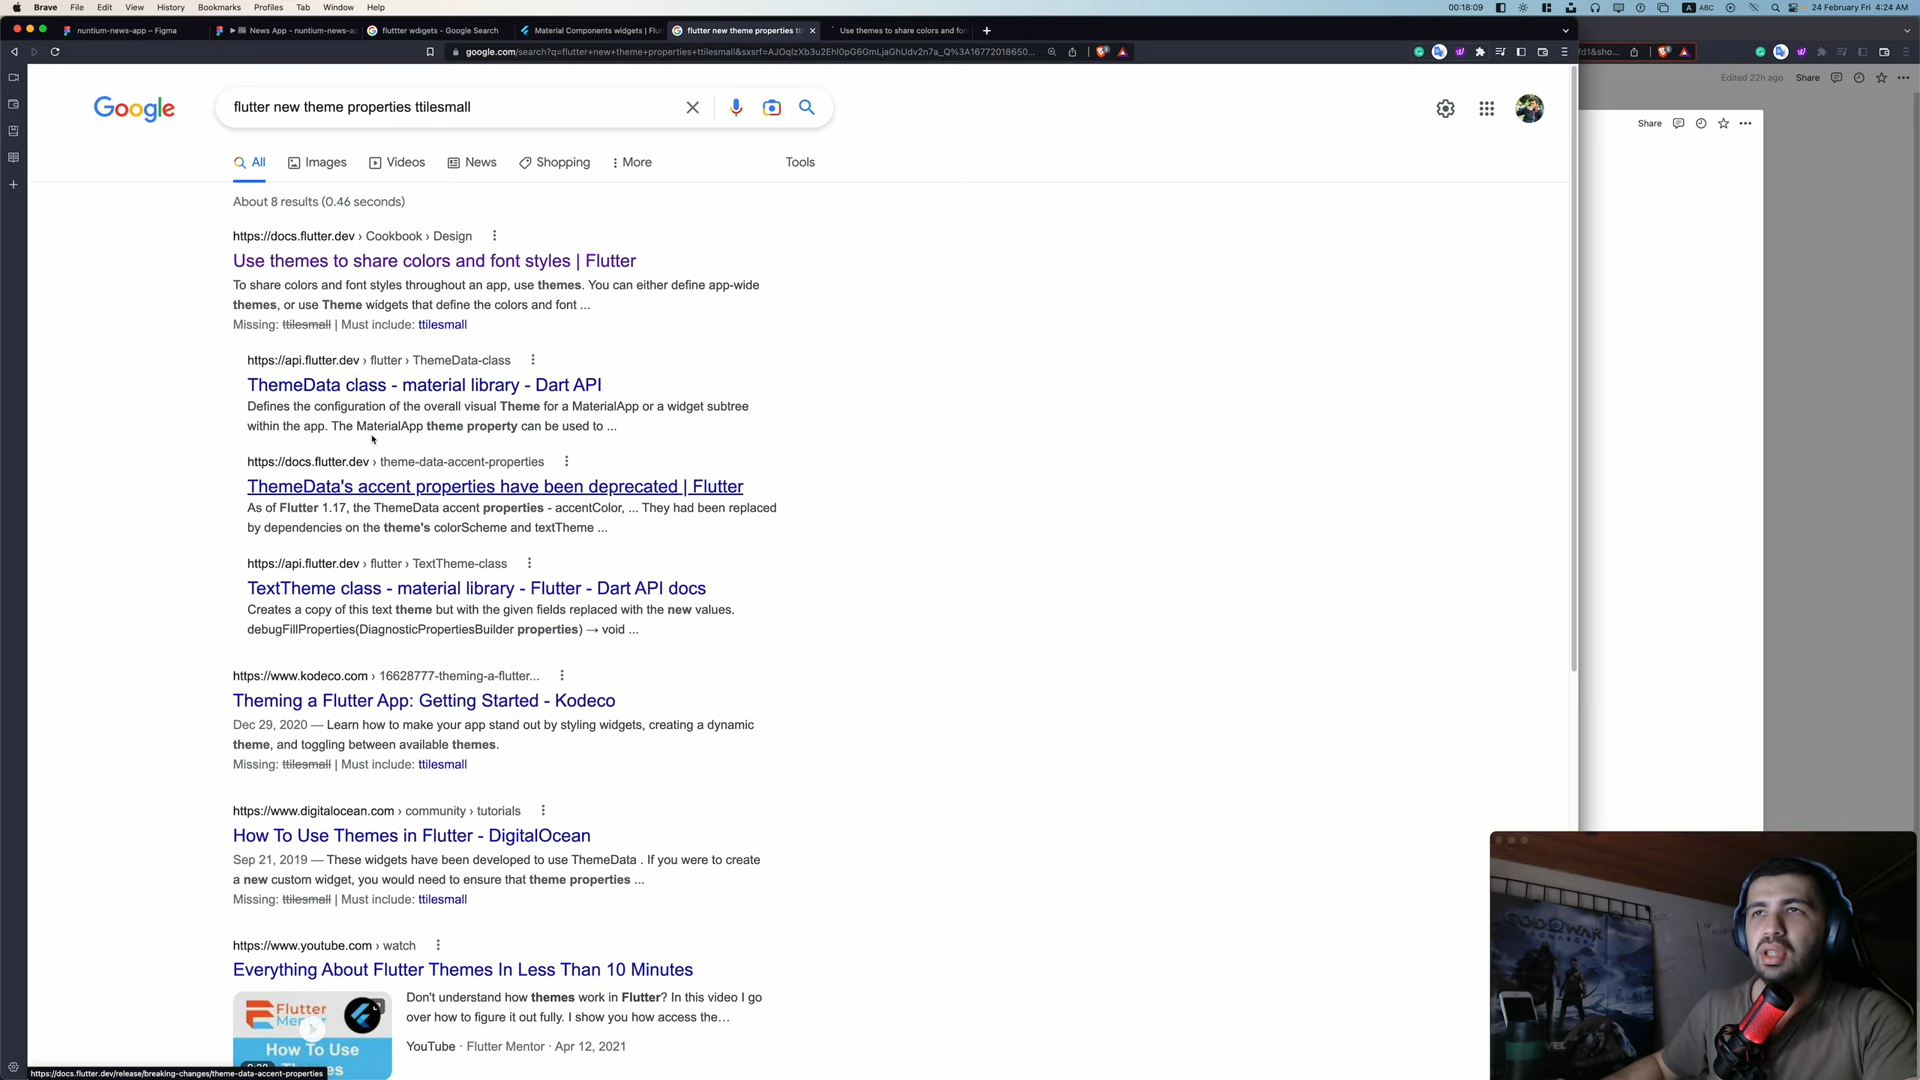 Brave File Edit View History Bookmarks Profiles Tab Window Help 00:18:09 ABC 24 February Fri 4:24 AM
nuntium-news-app – Figma News App - nuntium-news-ap fluttter wdgets - Google Search Material Components widgets | Flu flutter new theme properties tt Use themes to share colors and fon
google.com/search?q=flutter+new+theme+properties+ttilesmall&sxsrf=AJOqlzXb3u2Ehl0pG6GmLjaGhUdv2n7a_Q%3A16772018650...
Edited 22h ago Share
Google
flutter new theme properties ttilesmall
Share
All Images Videos News Shopping More Tools
About 8 results (0.46 seconds)
https://docs.flutter.dev › Cookbook › Design
Use themes to share colors and font styles | Flutter
To share colors and font styles throughout an app, use themes. You can either define app-wide
themes, or use Theme widgets that define the colors and font ...
Missing: ttilesmall | Must include: ttilesmall
https://api.flutter.dev › flutter › ThemeData-class
ThemeData class - material library - Dart API
Defines the configuration of the overall visual Theme for a MaterialApp or a widget subtree
within the app. The MaterialApp theme property can be used to ...
https://docs.flutter.dev › theme-data-accent-properties
ThemeData's accent properties have been deprecated | Flutter
As of Flutter 1.17, the ThemeData accent properties - accentColor, ... They had been replaced
by dependencies on the theme's colorScheme and textTheme ...
https://api.flutter.dev › flutter › TextTheme-class
TextTheme class - material library - Flutter - Dart API docs
Creates a copy of this text theme but with the given fields replaced with the new values.
debugFillProperties(DiagnosticPropertiesBuilder properties) → void ...
https://www.kodeco.com › 16628777-theming-a-flutter...
Theming a Flutter App: Getting Started - Kodeco
Dec 29, 2020 — Learn how to make your app stand out by styling widgets, creating a dynamic
theme, and toggling between available themes.
Missing: ttilesmall | Must include: ttilesmall
https://www.digitalocean.com › community › tutorials
How To Use Themes in Flutter - DigitalOcean
Sep 21, 2019 — These widgets have been developed to use ThemeData . If you were to create
a new custom widget, you would need to ensure that theme properties ...
Missing: ttilesmall | Must include: ttilesmall
https://www.youtube.com › watch
Everything About Flutter Themes In Less Than 10 Minutes
Don't understand how themes work in Flutter? In this video I go
over how to figure it out fully. I show you how access the...
YouTube · Flutter Mentor · Apr 12, 2021
Flutter
How To Use
https://docs.flutter.dev/release/breaking-changes/theme-data-accent-properties
GOD OF WAR